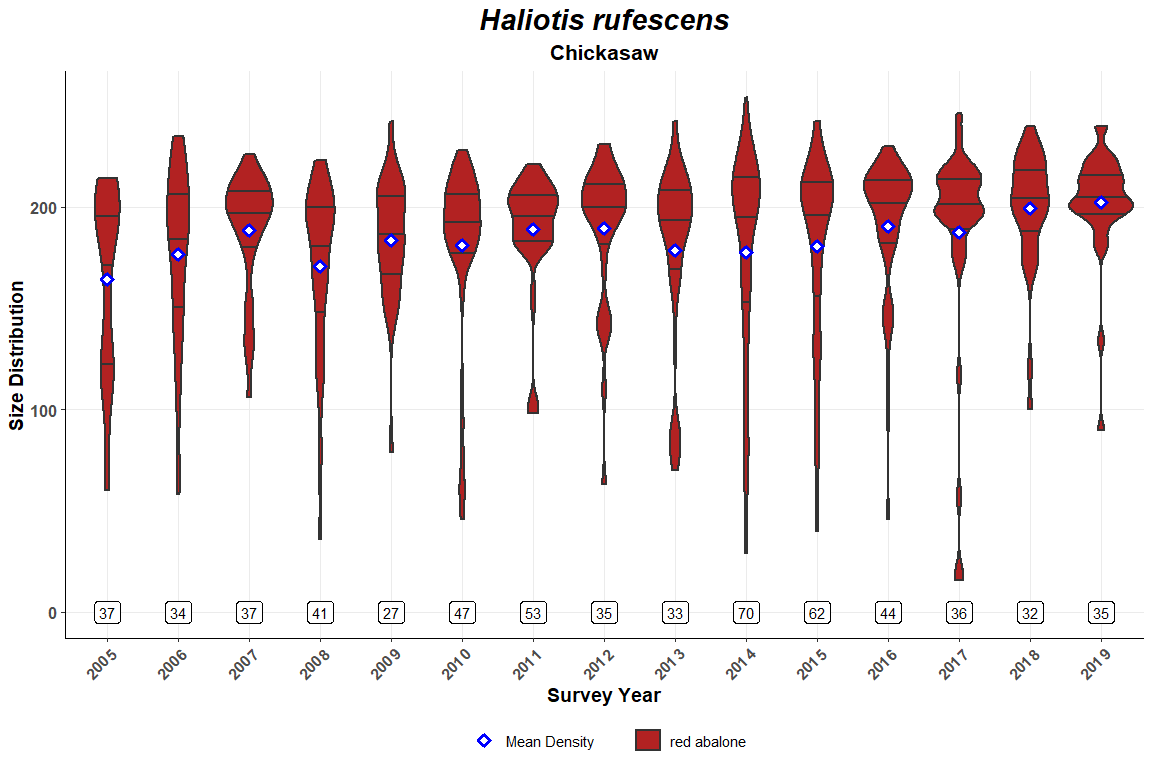 Haliotis rufescens
Chickasaw
Size Distribution
200
100
0
37 34 37 41 27 47 53 35 33 70 62 44 36 32 35
2005 2006 2007 2008 2009 2010 2011 2012 2013 2014 2015 2016 2017 2018 2019
Survey Year
Mean Density red abalone